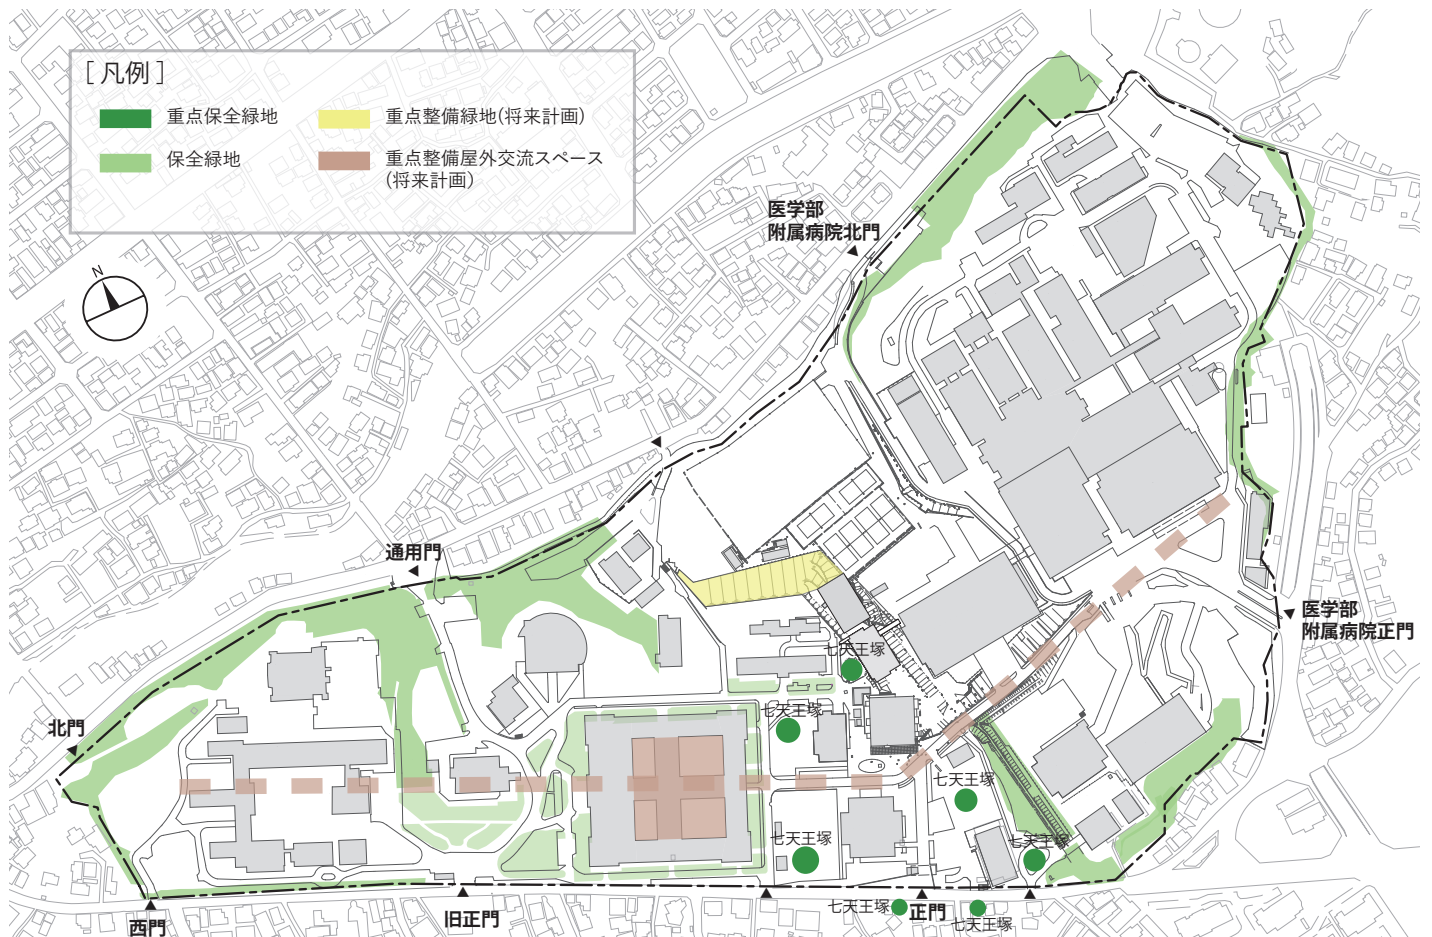 [ 凡例 ]
重点保全緑地
重点整備緑地(将来計画)
保全緑地
重点整備屋外交流スペース
(将来計画)
N
医学部
附属病院北門
通用門
医学部
附属病院正門
七天王塚
七天王塚
北門
七天王塚
七天王塚
七天王塚
七天王塚
正門
七天王塚
旧正門
西門